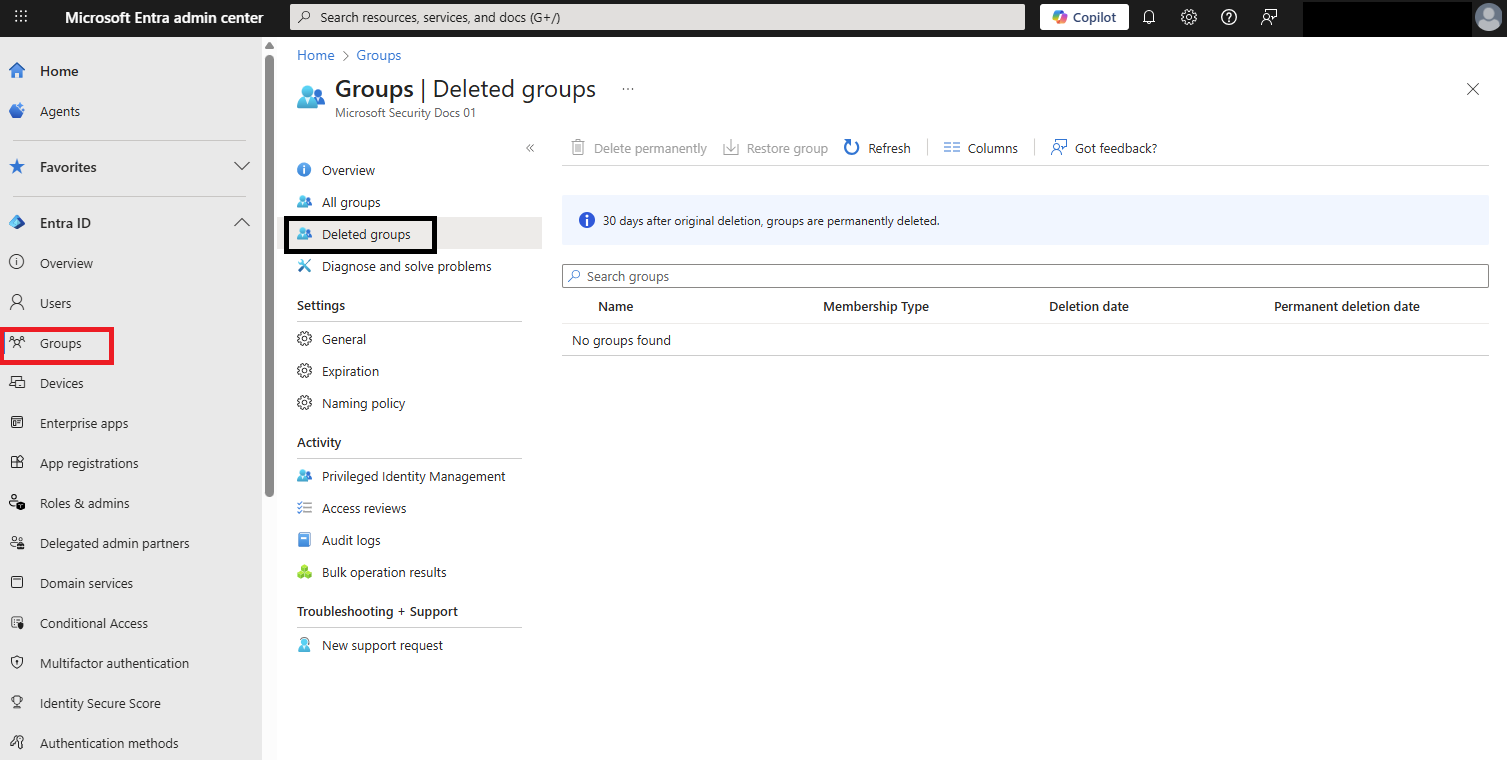 Microsoft Entra admin center
Search resources, services, and docs (G+/)
Copilot
Home
Agents
Favorites
Entra ID
Overview
Users
Groups
Devices
Enterprise apps
App registrations
Roles & admins
Delegated admin partners
Domain services
Conditional Access
Multifactor authentication
Identity Secure Score
Authentication methods
Home > Groups
Groups | Deleted groups ...
Microsoft Security Docs 01
«
Overview
All groups
Deleted groups
Diagnose and solve problems
Settings
General
Expiration
Naming policy
Activity
Privileged Identity Management
Access reviews
Audit logs
Bulk operation results
Troubleshooting + Support
New support request
Delete permanently Restore group Refresh Columns Got feedback?
30 days after original deletion, groups are permanently deleted.
Search groups
Name Membership Type Deletion date Permanent deletion date
No groups found